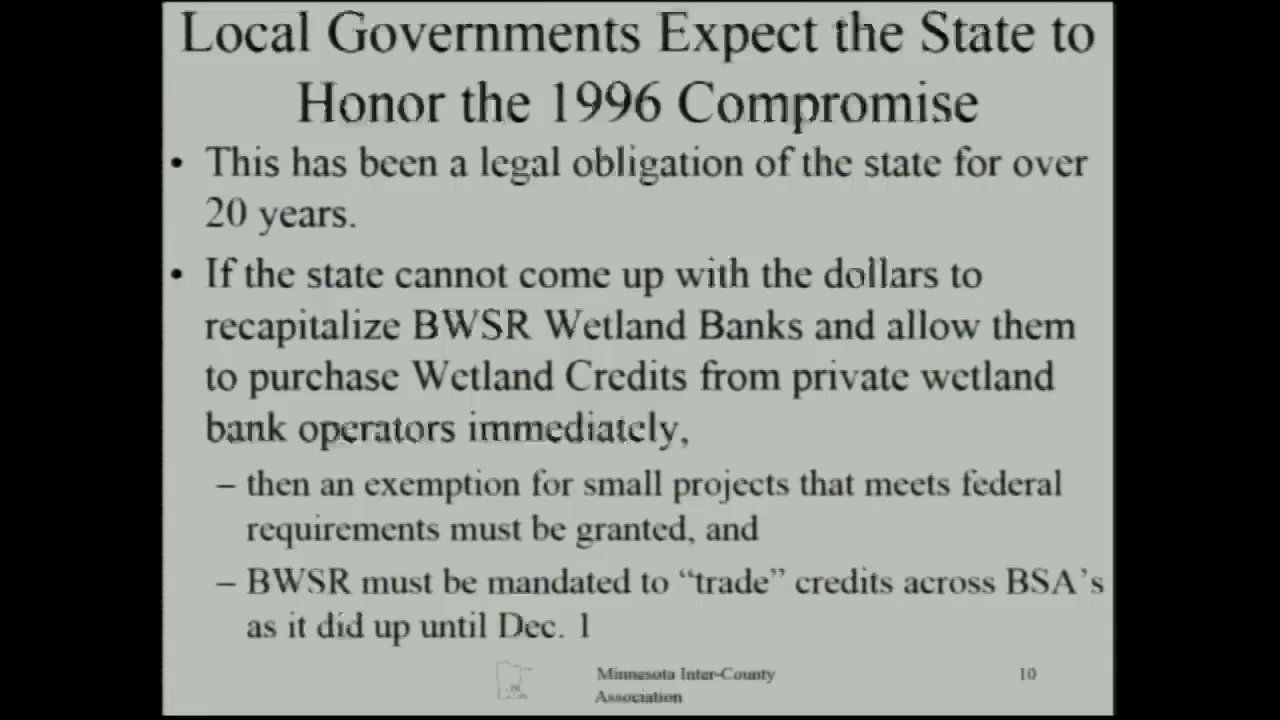 Local Governments Expect the State to
Honor the 1996 Compromise
• This has been a legal obligation of the state for over
20 years.
• If the state cannot come up with the dollars to
recapitalize BWSR Wetland Banks and allow them
to purchase Wetland Credits from private wetland
bank operators immediately,
– then an exemption for small projects that meets federal
requirements must be granted, and
– BWSR must be mandated to “trade” credits across BSA’s
as it did up until Dec. 1
Minnesota Inter-County
Association
10